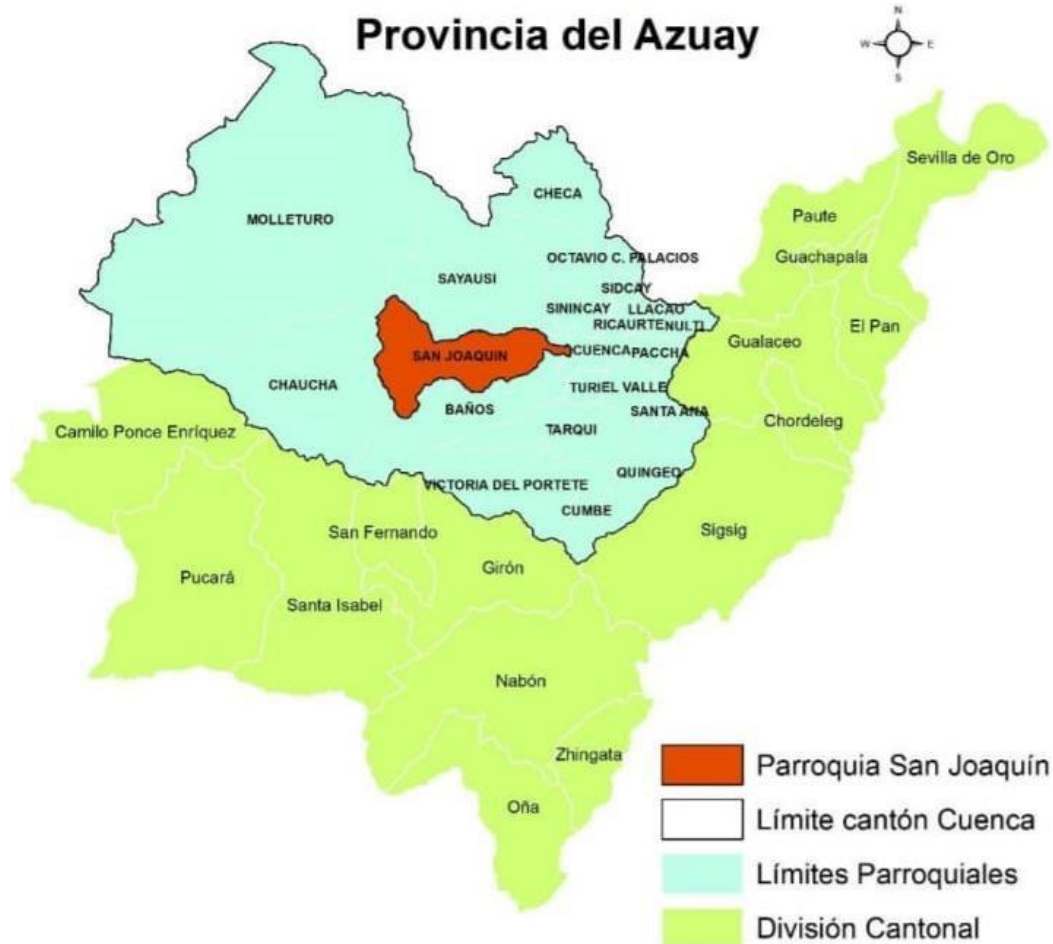 Provincia del Azuay
N
W
E
S
Sevilla de Oro
CHECA
MOLLETURO
Paute
OCTAVIO C. PALACIOS
Guachapala
SAYAUSI
SIDCAY
SININCAY
LLACAO
RICAURTE
NULTI
El Pan
Gualaceo
SAN JOAQUIN
CUENCA
PACCHA
CHAUCHA
TURI
EL VALLE
BAÑOS
SANTA ANA
Chordeleg
Camilo Ponce Enríquez
TARQUI
QUINGEO
VICTORIA DEL PORTETE
CUMBE
San Fernando
Sigsig
Girón
Pucará
Santa Isabel
Nabón
Zhingata
Oña
Parroquia San Joaquín
Límite cantón Cuenca
Límites Parroquiales
División Cantonal